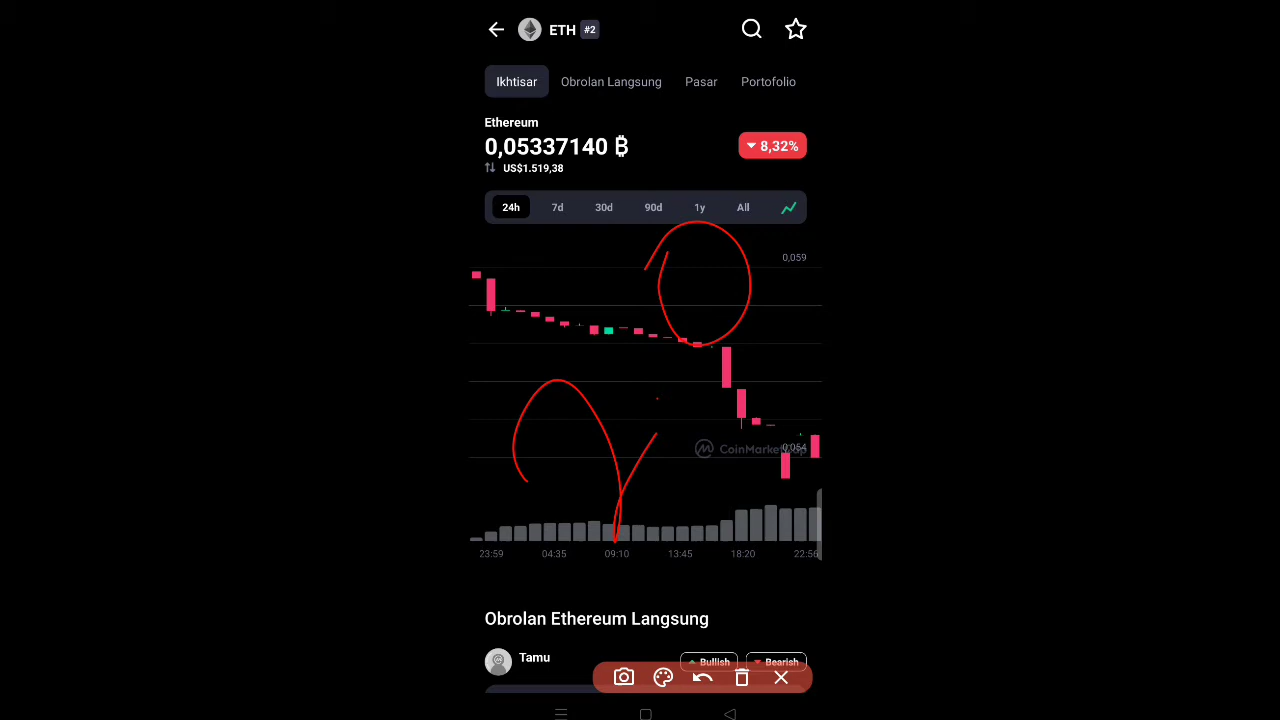 ETH #2
Ikhtisar Obrolan Langsung Pasar Portofolio
Ethereum
0,05337140 ₿ 8,32%
US$1.519,38
24h 7d 30d 90d 1y All
0,059
0,054
CoinMarketCap
23:59 04:35 09:10 13:45 18:20 22:56
Obrolan Ethereum Langsung
Tamu Bullish Bearish